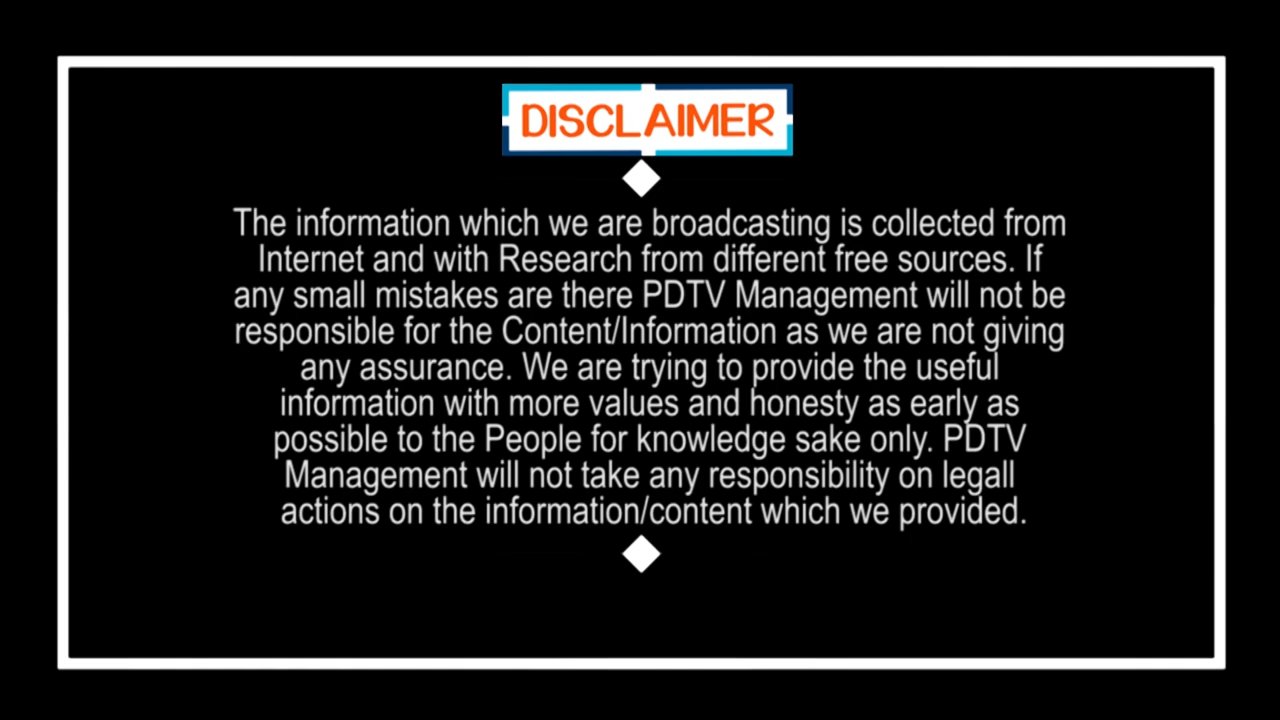 DISCLAIMER
The information which we are broadcasting is collected from
Internet and with Research from different free sources. If
any small mistakes are there PDTV Management will not be
responsible for the Content/Information as we are not giving
any assurance. We are trying to provide the useful
information with more values and honesty as early as
possible to the People for knowledge sake only. PDTV
Management will not take any responsibility on legall
actions on the information/content which we provided.